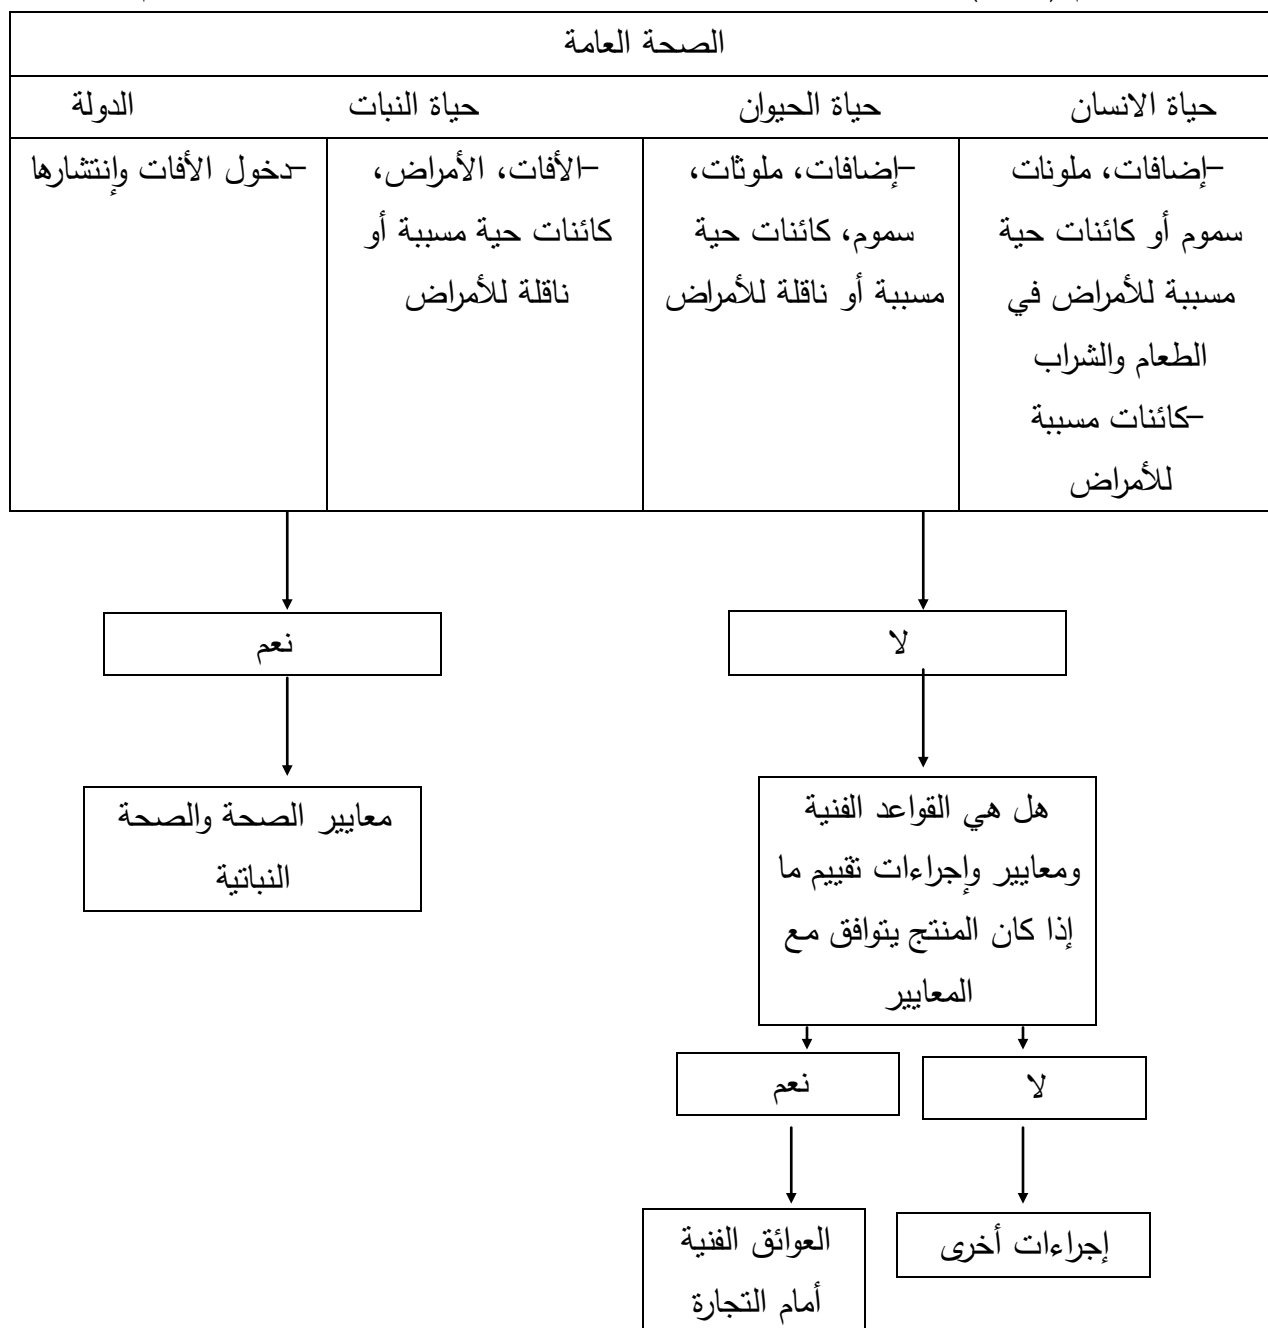 الصحة العامة
حياة الانسان
حياة الحيوان
حياة النبات
الدولة
–إضافات، ملونات
سموم أو كائنات حية
مسببة للأمراض في
الطعام والشراب
–كائنات مسببة
للأمراض
–إضافات، ملوثات،
سموم، كائنات حية
مسببة أو ناقلة للأمراض
–الأفات، الأمراض،
كائنات حية مسببة أو
ناقلة للأمراض
–دخول الأفات وإنتشارها
لا
نعم
هل هي القواعد الفنية
ومعايير وإجراءات تقييم ما
إذا كان المنتج يتوافق مع
المعايير
معايير الصحة والصحة
النباتية
لا
نعم
إجراءات أخرى
العوائق الفنية
أمام التجارة